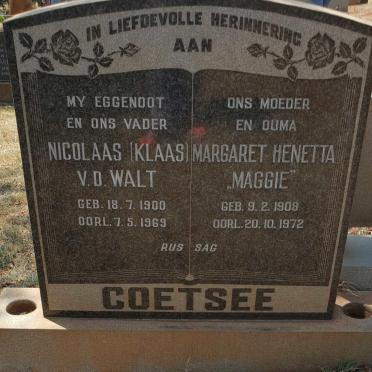 IN LIEFDEVOLLE HERINNERING
AAN
MY EGGENOOT
EN ONS VADER
NICOLAAS (KLAAS)
V.D. WALT
GEB. 18.7.1900
OORL. 7.5.1969
ONS MOEDER
EN OUMA
MARGARET HENETTA
„MAGGIE"
GEB. 9.2.1908
OORL. 20.10.1972
RUS SAG
COETSEE